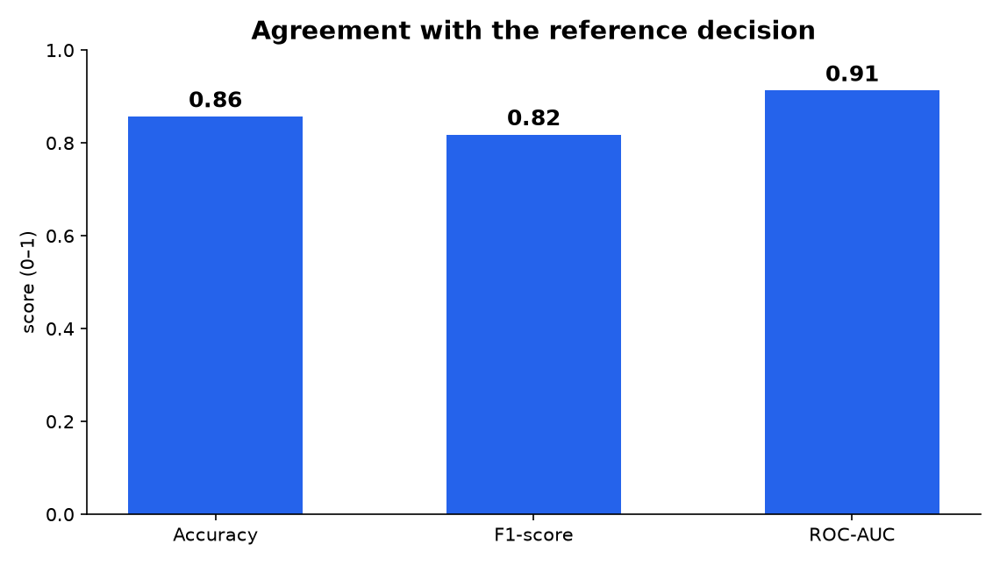 Agreement with the reference decision
score (0–1)
1.0
0.8
0.6
0.4
0.2
0.0
0.86
0.82
0.91
Accuracy
F1-score
ROC-AUC